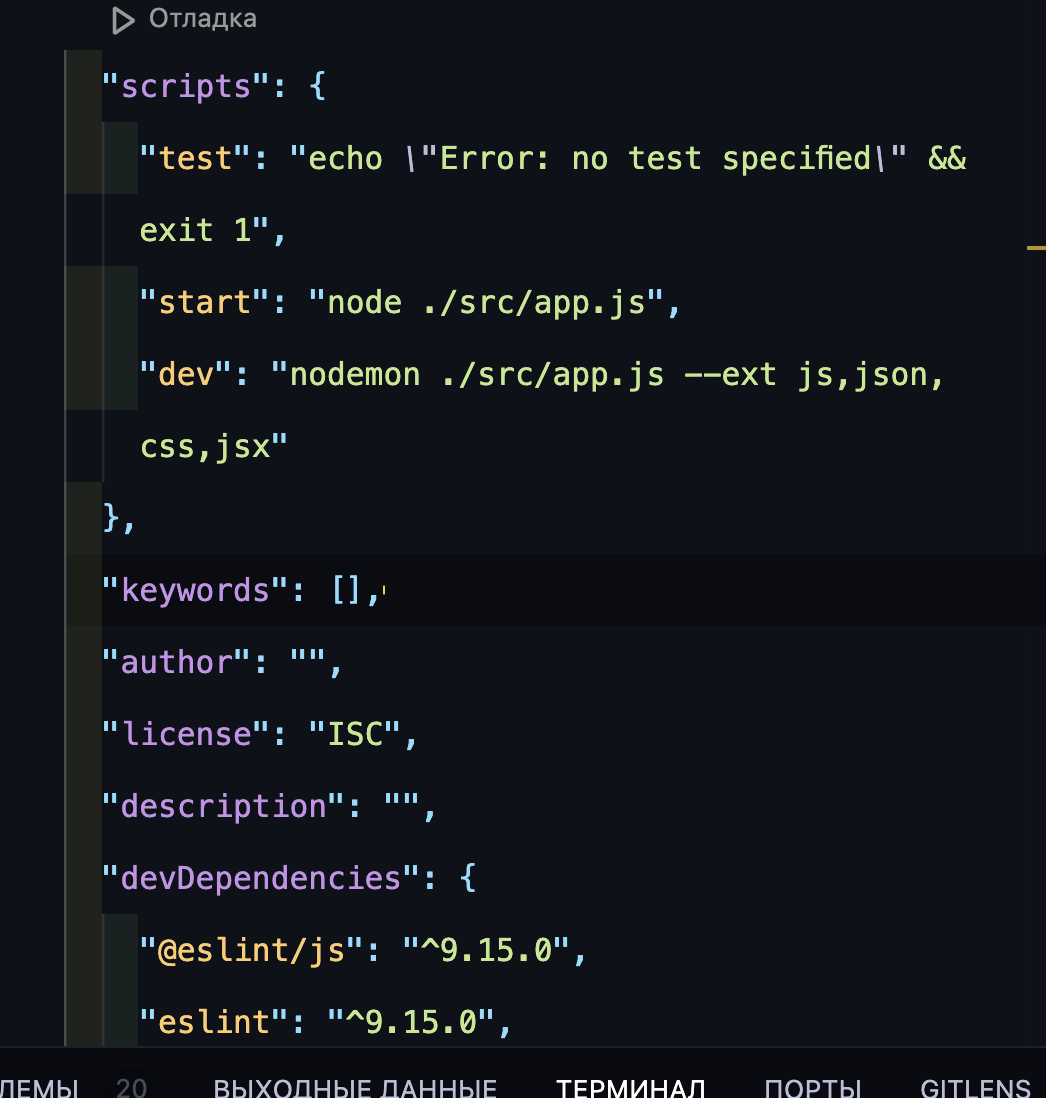 Отладка
"scripts": {
"test": "echo \"Error: no test specified\" &&
exit 1",
"start": "node ./src/app.js",
"dev": "nodemon ./src/app.js --ext js,json,
css,jsx"
},
"keywords": [],
"author": "",
"license": "ISC",
"description": "",
"devDependencies": {
"@eslint/js": "^9.15.0",
"eslint": "^9.15.0",
ЛЕМЫ 20 ВЫХОДНЫЕ ДАННЫЕ ТЕРМИНАЛ ПОРТЫ GITLENS